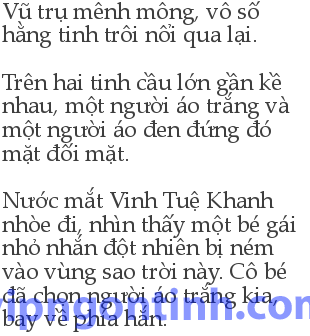 Vũ trụ mênh mông, vô số
hằng tinh trôi nổi qua lại.
Trên hai tinh cầu lớn gần kề
nhau, một người áo trắng và
một người áo đen đứng đó
mặt đối mặt.
Nước mắt Vinh Tuệ Khanh
nhòe đi, nhìn thấy một bé gái
nhỏ nhắn đột nhiên bị ném
vào vùng sao trời này. Cô bé
đã chọn người áo trắng kia,
bay về phía hắn.
vipngontinh.com